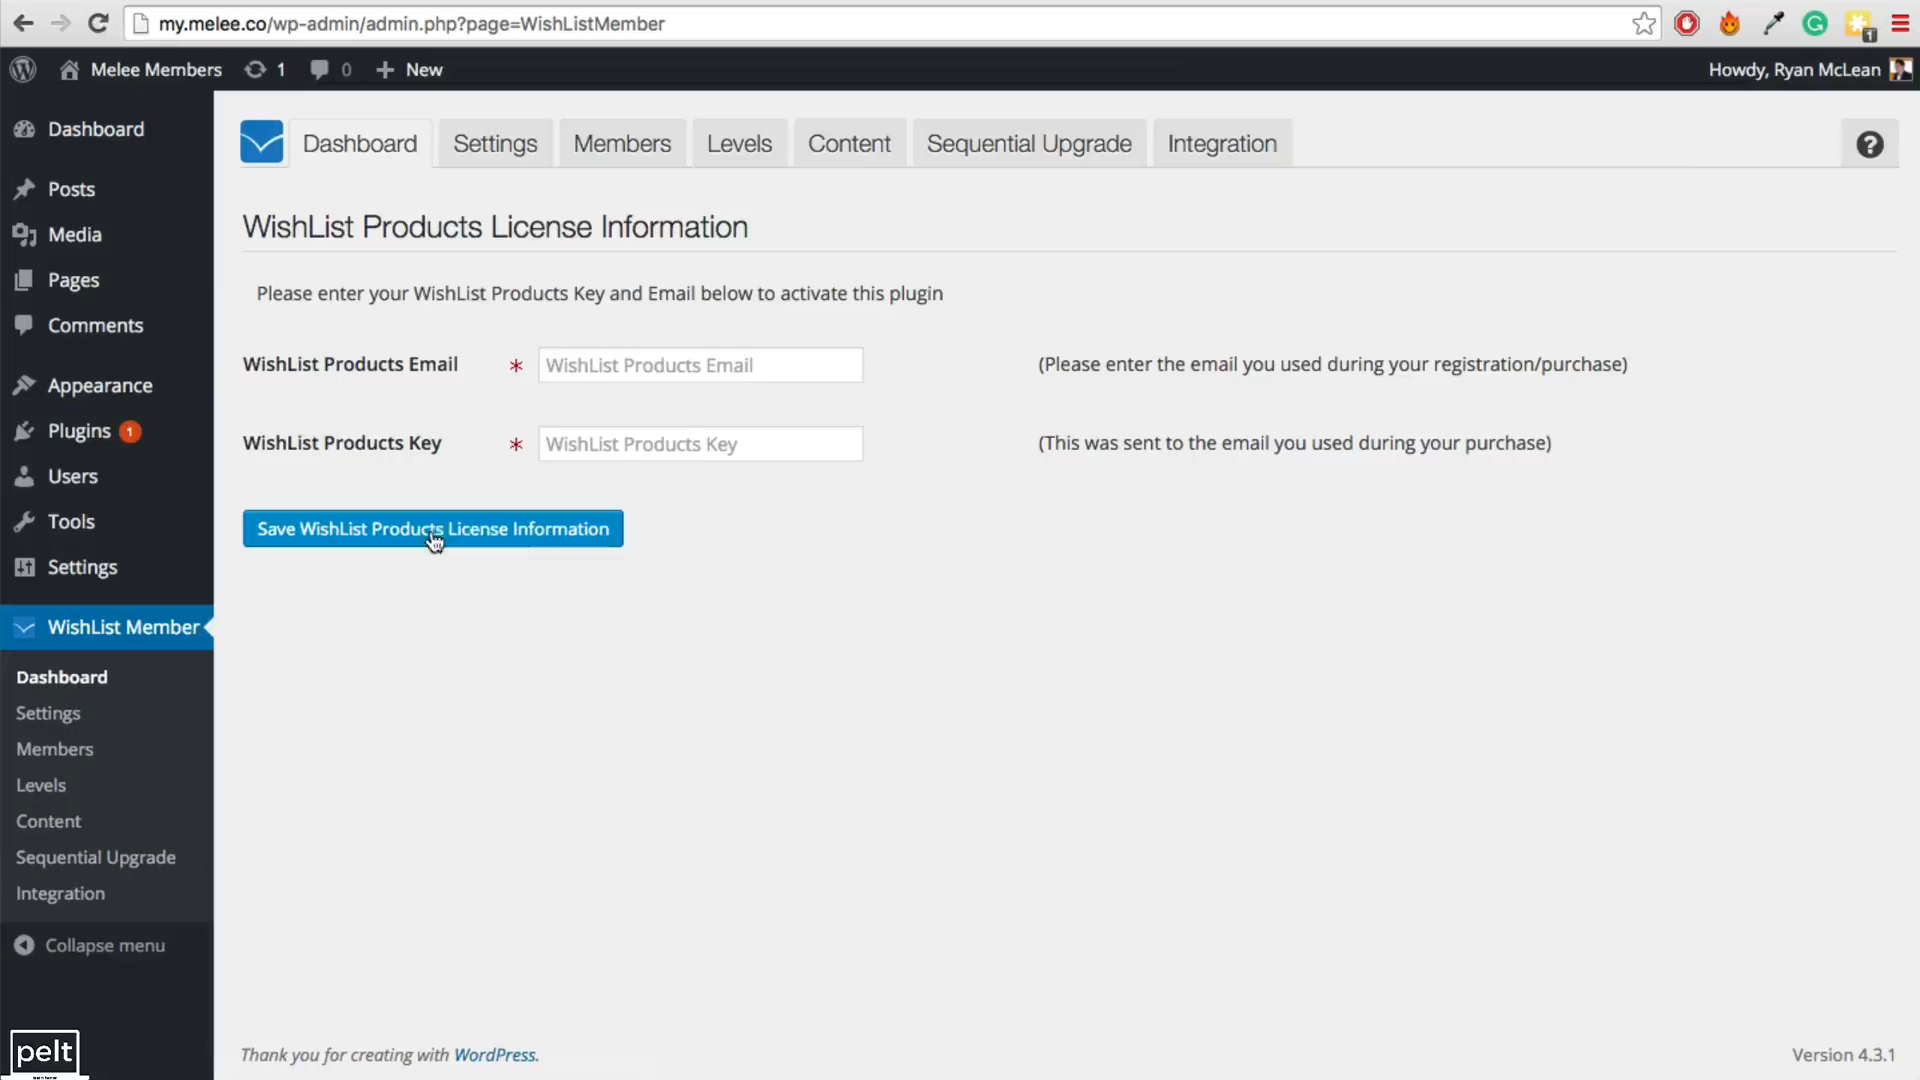 my.melee.co/wp-admin/admin.php?page=WishListMember
1
Melee Members 1 0 New
Howdy, Ryan McLean
Dashboard
Posts
Media
Pages
Comments
Appearance
Plugins 1
Users
Tools
Settings
WishList Member
Dashboard
Settings
Members
Levels
Content
Sequential Upgrade
Integration
Collapse menu
pelt
Dashboard Settings Members Levels Content Sequential Upgrade Integration ?
WishList Products License Information
Please enter your WishList Products Key and Email below to activate this plugin
WishList Products Email * WishList Products Email (Please enter the email you used during your registration/purchase)
WishList Products Key * WishList Products Key (This was sent to the email you used during your purchase)
Save WishList Products License Information
Thank you for creating with WordPress.
Version 4.3.1